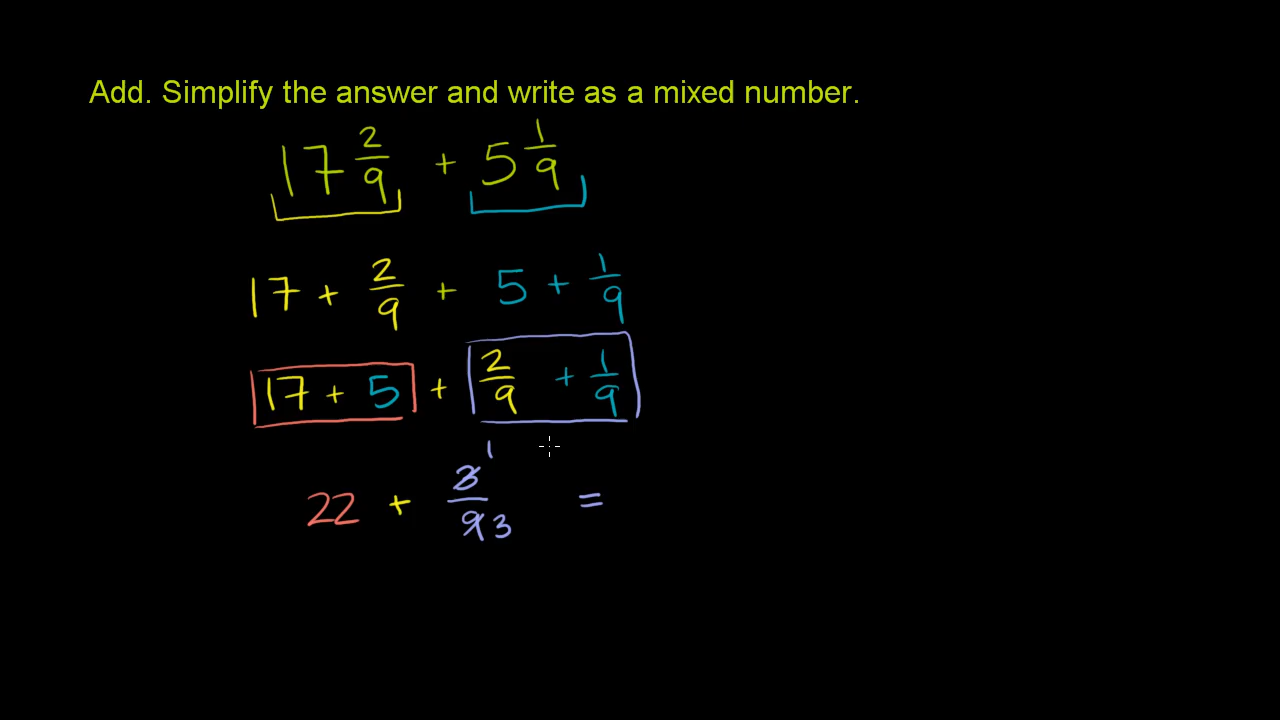 Add. Simplify the answer and write as a mixed number.
17 2/9 + 5 1/9
17 + 2/9 + 5 + 1/9
17 + 5 + 2/9 + 1/9
22 + 3/9 1 3 =